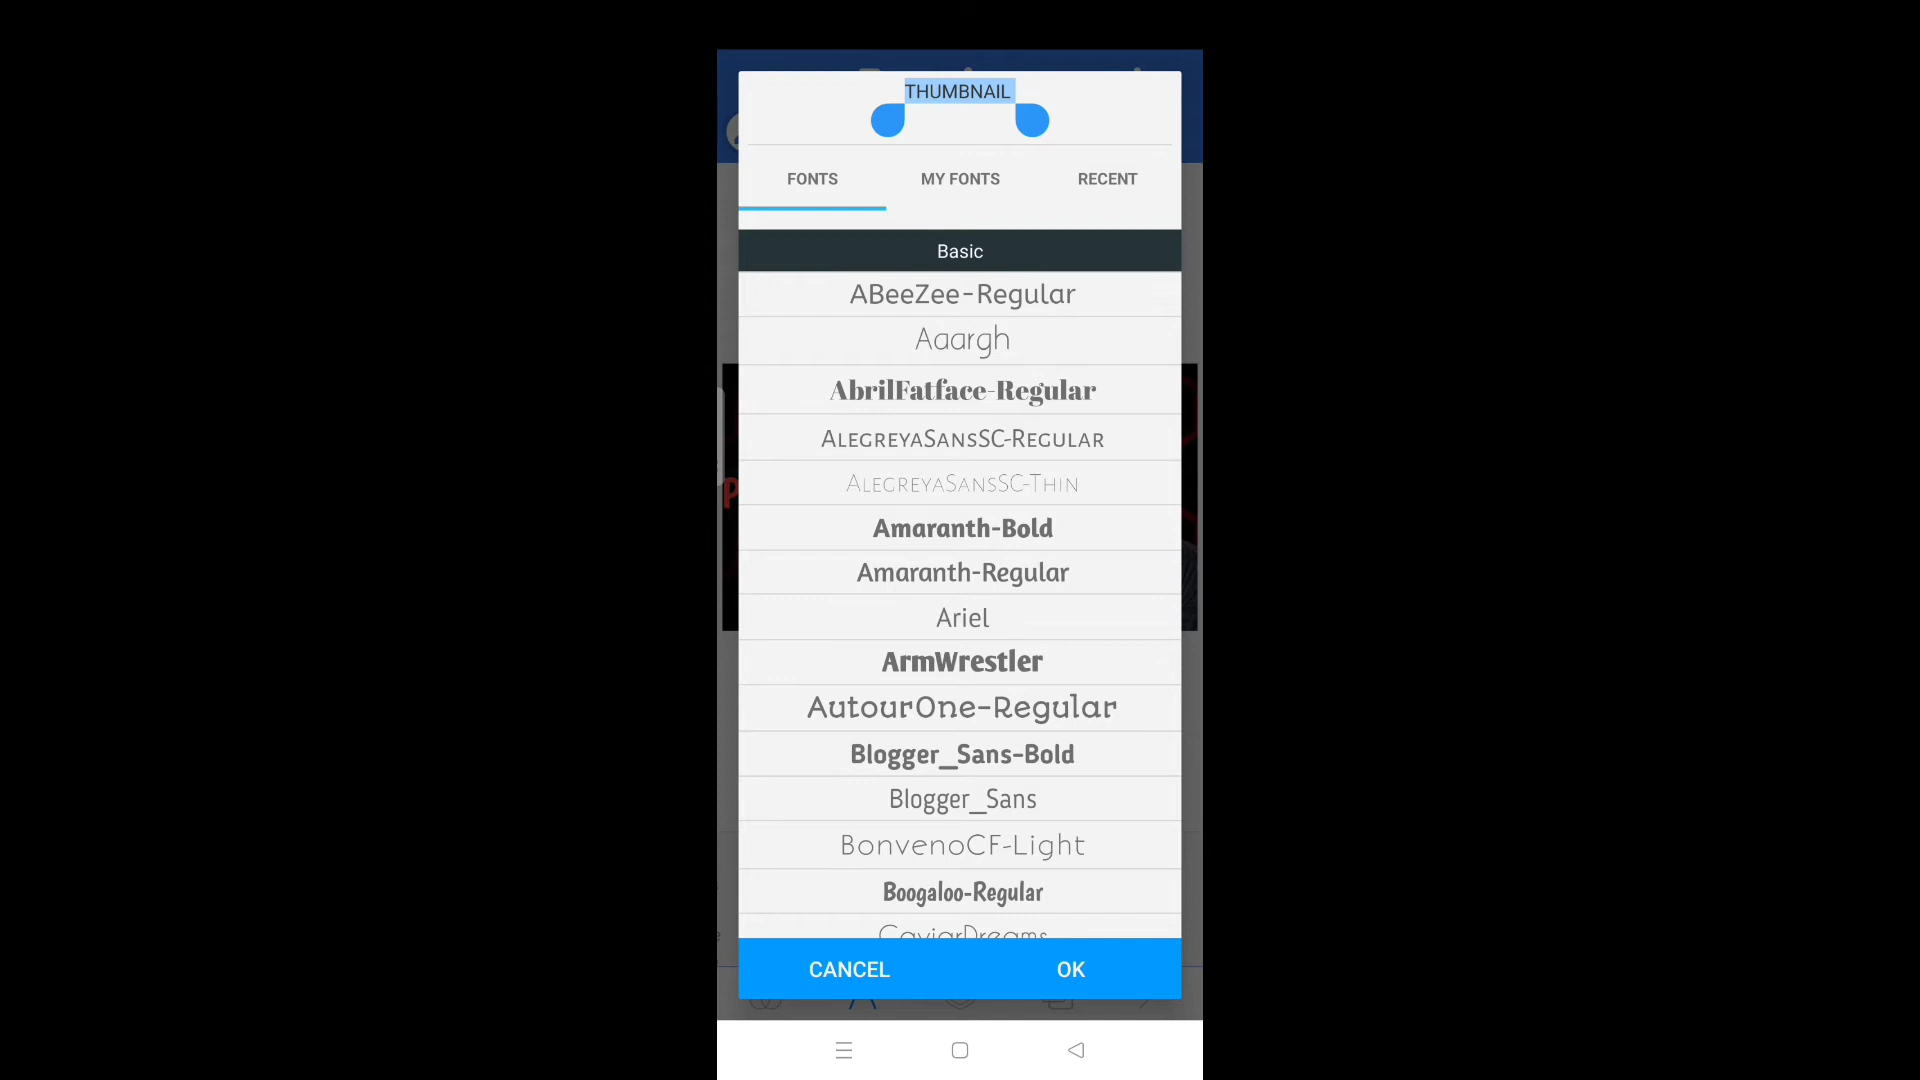 THUMBNAIL
FONTS MY FONTS RECENT
Basic
ABeeZee-Regular
Aaargh
AbrilFatface-Regular
AlegreyaSansSC-Regular
AlegreyaSansSC-Thin
Amaranth-Bold
Amaranth-Regular
Ariel
ArmWrestler
AutourOne-Regular
Blogger_Sans-Bold
Blogger_Sans
BonvenoCF-Light
Boogaloo-Regular
CaviarDreams
CANCEL OK